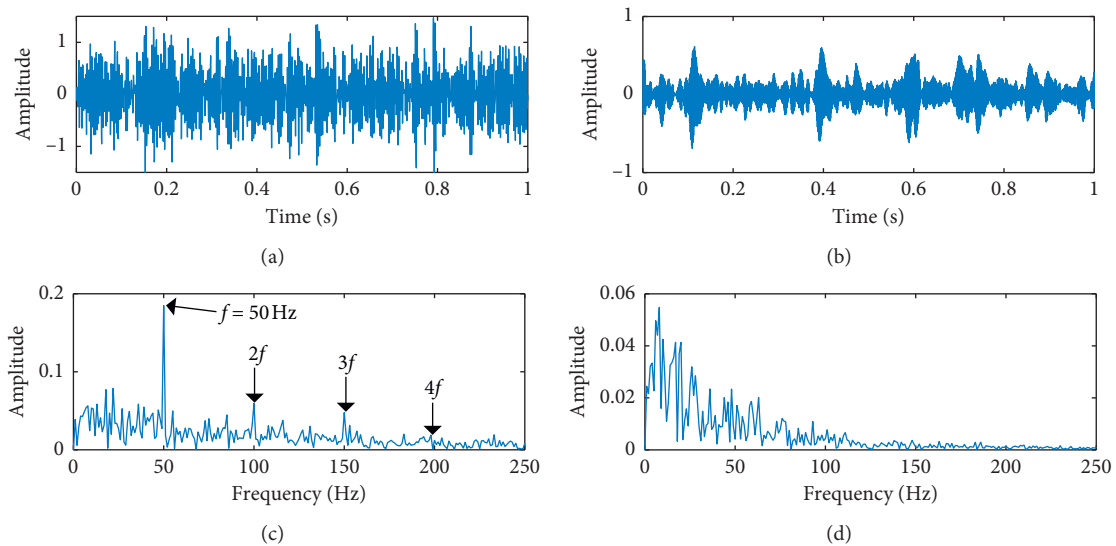 Amplitude
1
0
−1
0 0.2 0.4 0.6 0.8 1
Time (s)
(a)
Amplitude
1
0
−1
0 0.2 0.4 0.6 0.8 1
Time (s)
(b)
Amplitude
0.2
0.1
0
f = 50 Hz
2f
3f
4f
0 50 100 150 200 250
Frequency (Hz)
(c)
Amplitude
0.06
0.04
0.02
0
0 50 100 150 200 250
Frequency (Hz)
(d)